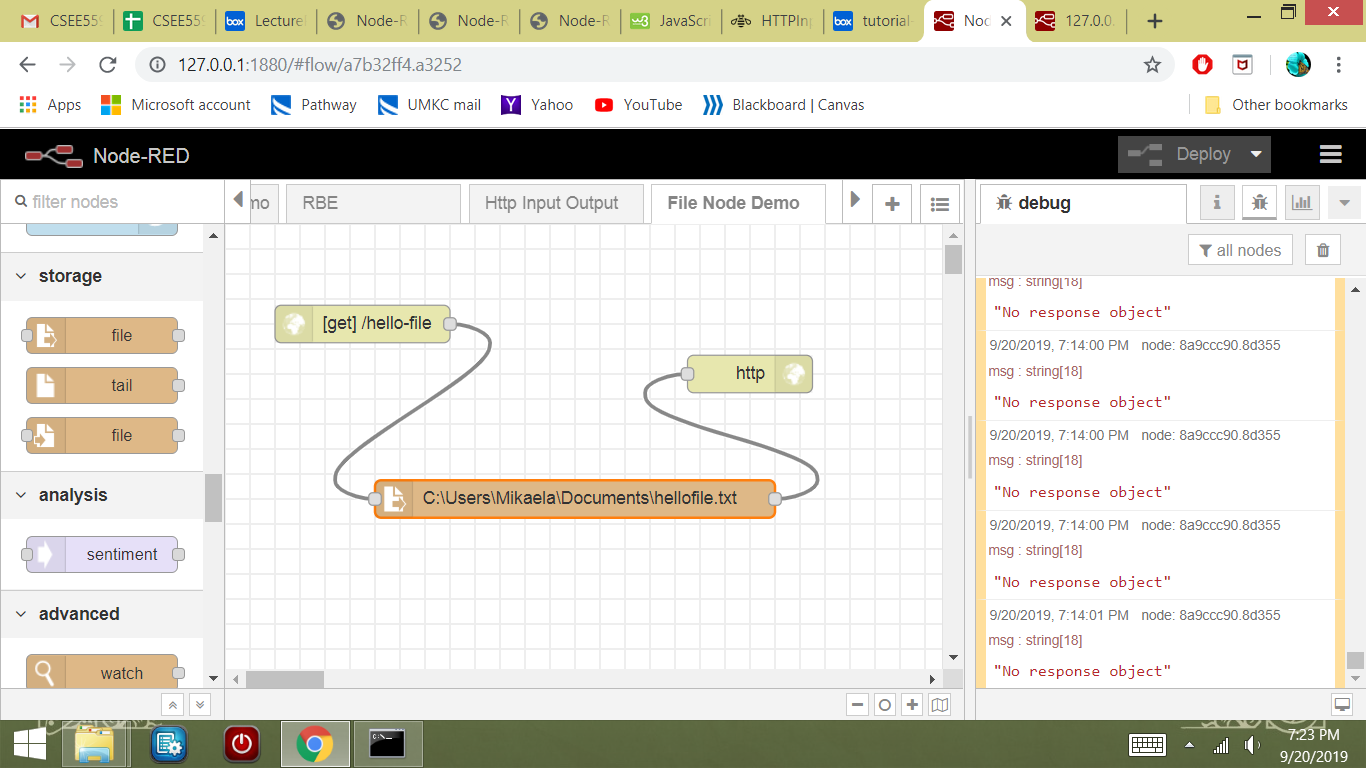 CSEE559
CSEE559
Lecture
Node-R
Node-R
Node-R
JavaScri
HTTPInp
tutorial-
Nod
127.0.0.
127.0.0.1:1880/#flow/a7b32ff4.a3252
Apps
Microsoft account
Pathway
UMKC mail
Yahoo
YouTube
Blackboard | Canvas
Other bookmarks
Node-RED
Deploy
filter nodes
mo
RBE
Http Input Output
File Node Demo
debug
i
all nodes
storage
file
tail
file
analysis
sentiment
advanced
watch
[get] /hello-file
http
C:\Users\Mikaela\Documents\hellofile.txt
msg : string[18]
"No response object"
9/20/2019, 7:14:00 PM node: 8a9ccc90.8d355
msg : string[18]
"No response object"
9/20/2019, 7:14:00 PM node: 8a9ccc90.8d355
msg : string[18]
"No response object"
9/20/2019, 7:14:00 PM node: 8a9ccc90.8d355
msg : string[18]
"No response object"
9/20/2019, 7:14:01 PM node: 8a9ccc90.8d355
msg : string[18]
"No response object"
7:23 PM
9/20/2019